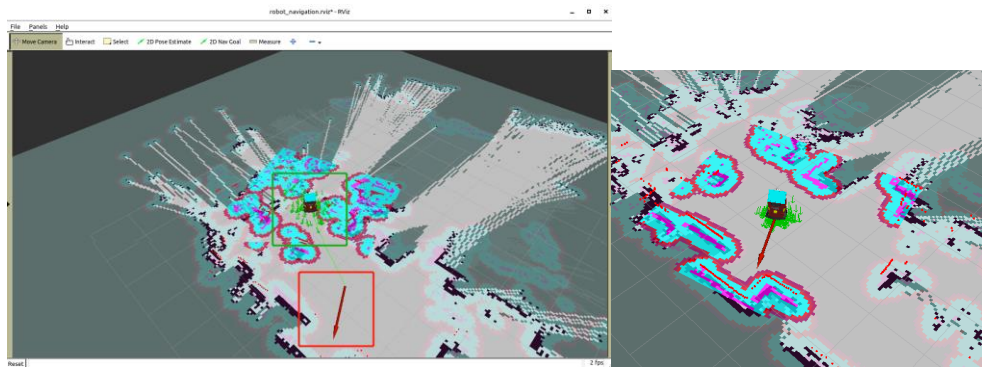 robot_navigation.rviz* - RViz
File Panels Help
Move Camera Interact Select 2D Pose Estimate 2D Nav Goal Measure
Reset
2 fps